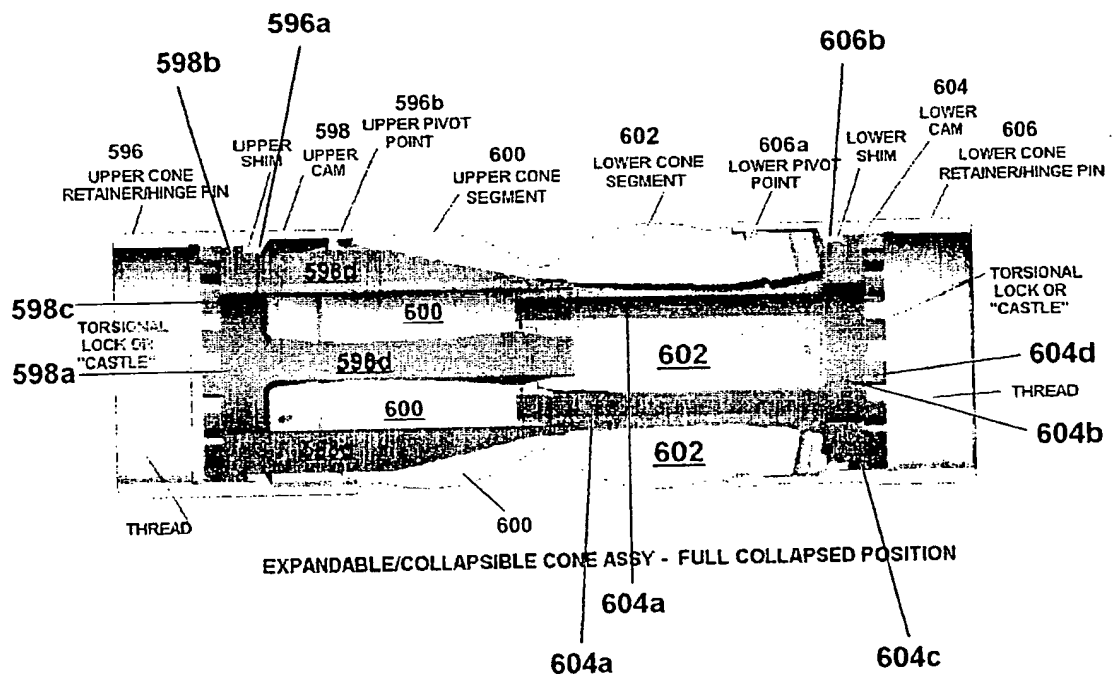 596a
606b
598b
604
596b
LOWER
CAM
598
UPPER PIVOT
POINT
602
606
596
UPPER
SHIM
UPPER
CAM
600
LOWER CONE
SEGMENT
606a
LOWER
SHIM
LOWER CONE
RETAINER/HINGE PIN
UPPER CONE
RETAINER/HINGE PIN
UPPER CONE
SEGMENT
LOWER PIVOT
POINT
598d
598c
600
TORSIONAL
LOCK OR
"CASTLE"
TORSIONAL
LOCK OR
"CASTLE"
598d
602
604d
598a
THREAD
600
604b
598d
602
THREAD
600
EXPANDABLE/COLLAPSIBLE CONE ASSY - FULL COLLAPSED POSITION
604a
604a
604c